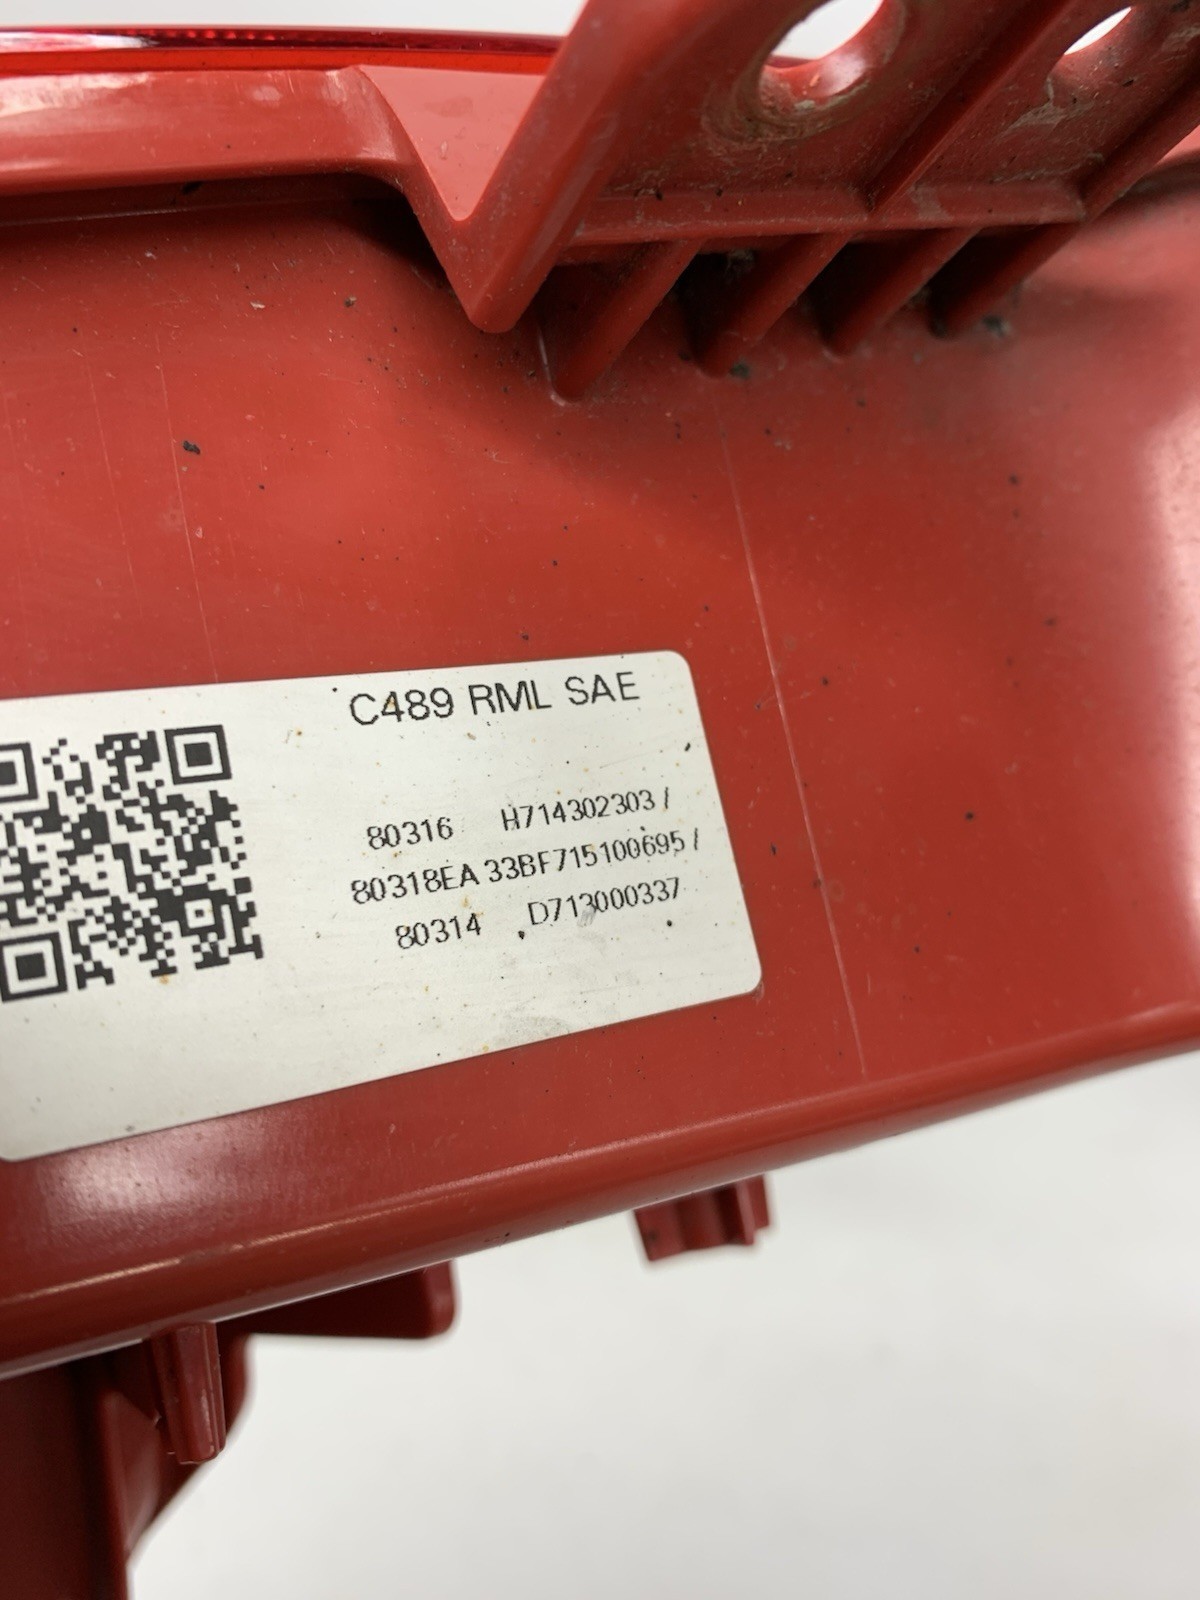 C489 RML SAE
80316 H714302303 /
80318EA 33BF715100695 /
80314 D713000337